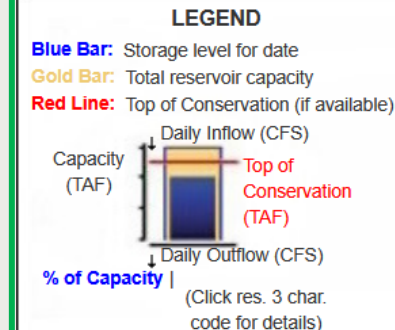 LEGEND
Blue Bar: Storage level for date
Gold Bar: Total reservoir capacity
Red Line: Top of Conservation (if available)
Daily Inflow (CFS)
Capacity
(TAF)
Top of
Conservation
(TAF)
Daily Outflow (CFS)
% of Capacity |
(Click res. 3 char.
code for details)